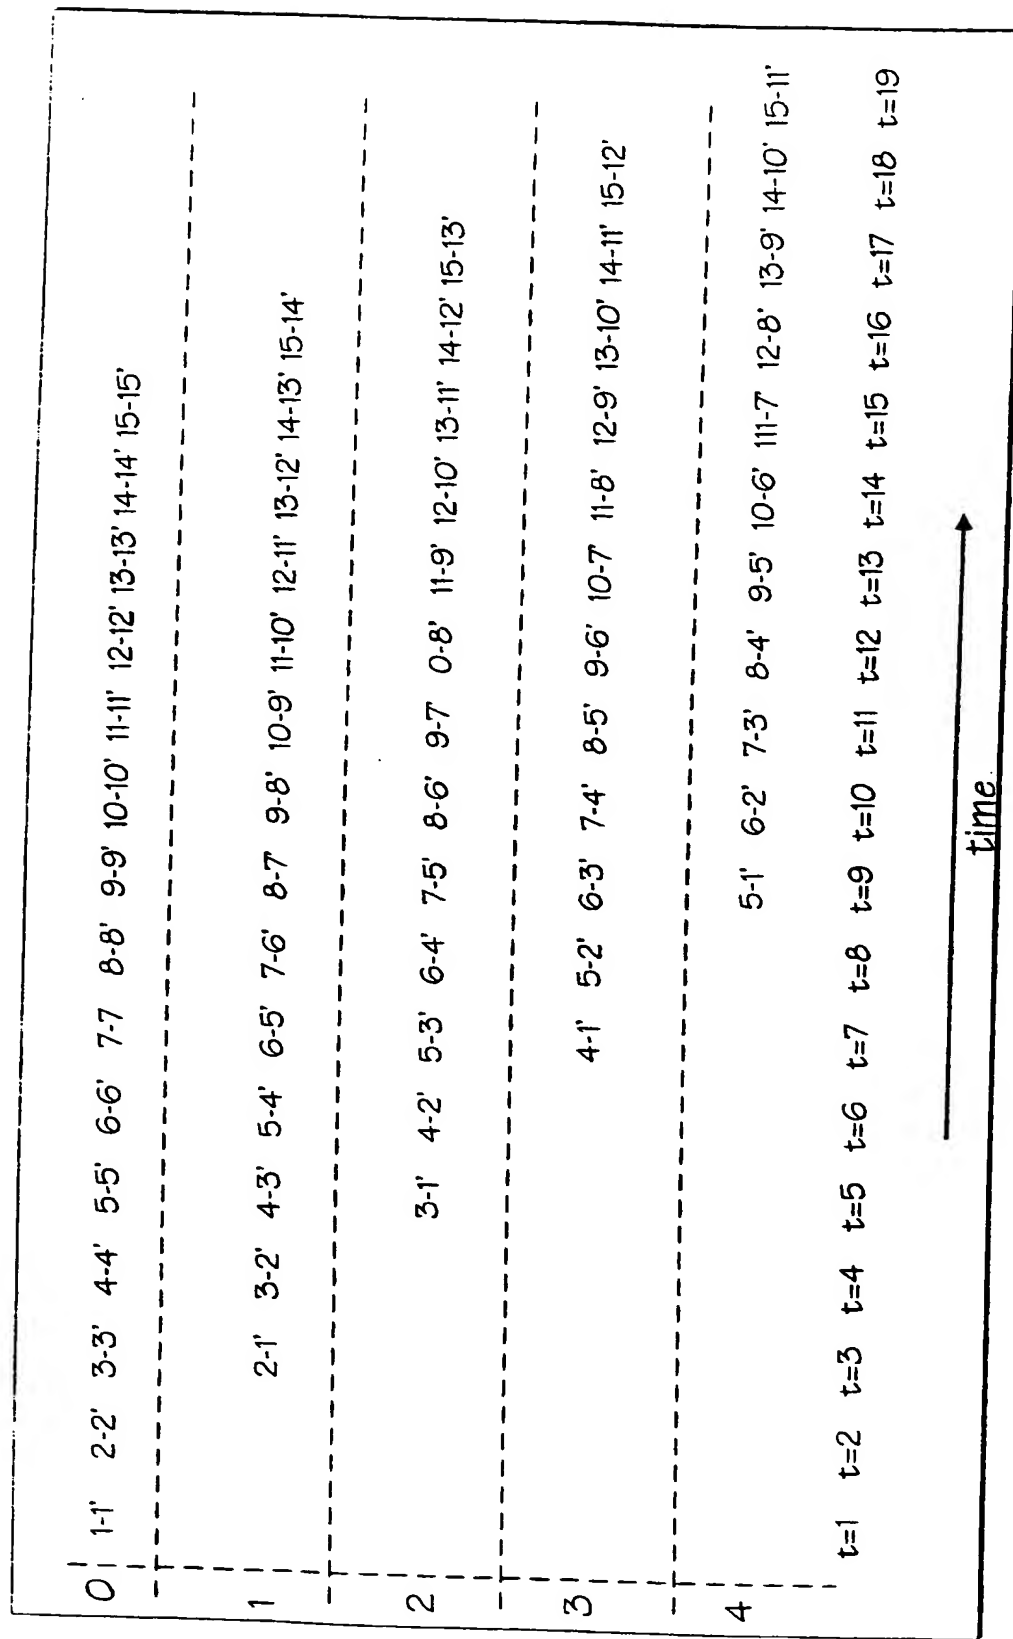 0 1-1' 2-2' 3-3' 4-4' 5-5' 6-6' 7-7 8-8' 9-9' 10-10' 11-11' 12-12' 13-13' 14-14' 15-15'
1 2-1' 3-2' 4-3' 5-4' 6-5' 7-6' 8-7' 9-8' 10-9' 11-10' 12-11' 13-12' 14-13' 15-14'
2 3-1' 4-2' 5-3' 6-4' 7-5' 8-6' 9-7 0-8' 11-9' 12-10' 13-11' 14-12' 15-13'
3 4-1' 5-2' 6-3' 7-4' 8-5' 9-6' 10-7 11-8' 12-9' 13-10' 14-11' 15-12'
4 5-1' 6-2' 7-3' 8-4' 9-5' 10-6' 111-7' 12-8' 13-9' 14-10' 15-11'
t=1 t=2 t=3 t=4 t=5 t=6 t=7 t=8 t=9 t=10 t=11 t=12 t=13 t=14 t=15 t=16 t=17 t=18 t=19
time